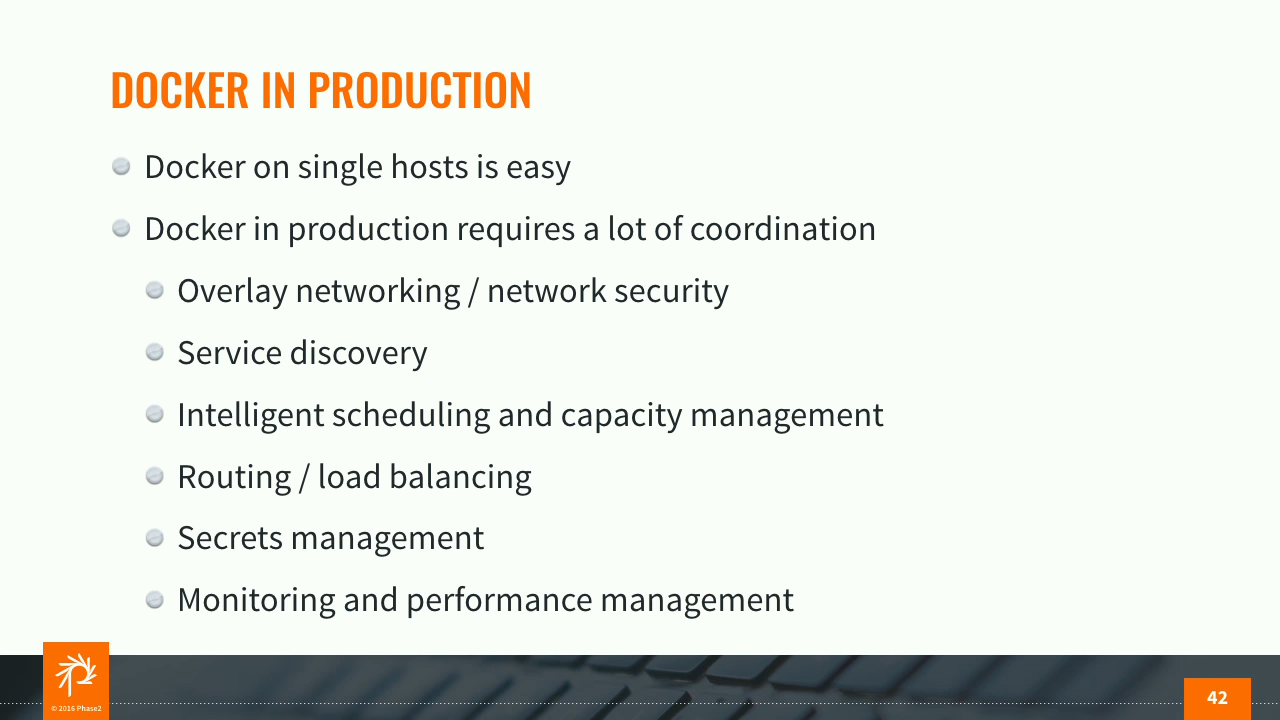 DOCKER IN PRODUCTION
Docker on single hosts is easy
Docker in production requires a lot of coordination
Overlay networking / network security
Service discovery
Intelligent scheduling and capacity management
Routing / load balancing
Secrets management
Monitoring and performance management
© 2016 Phase2
42